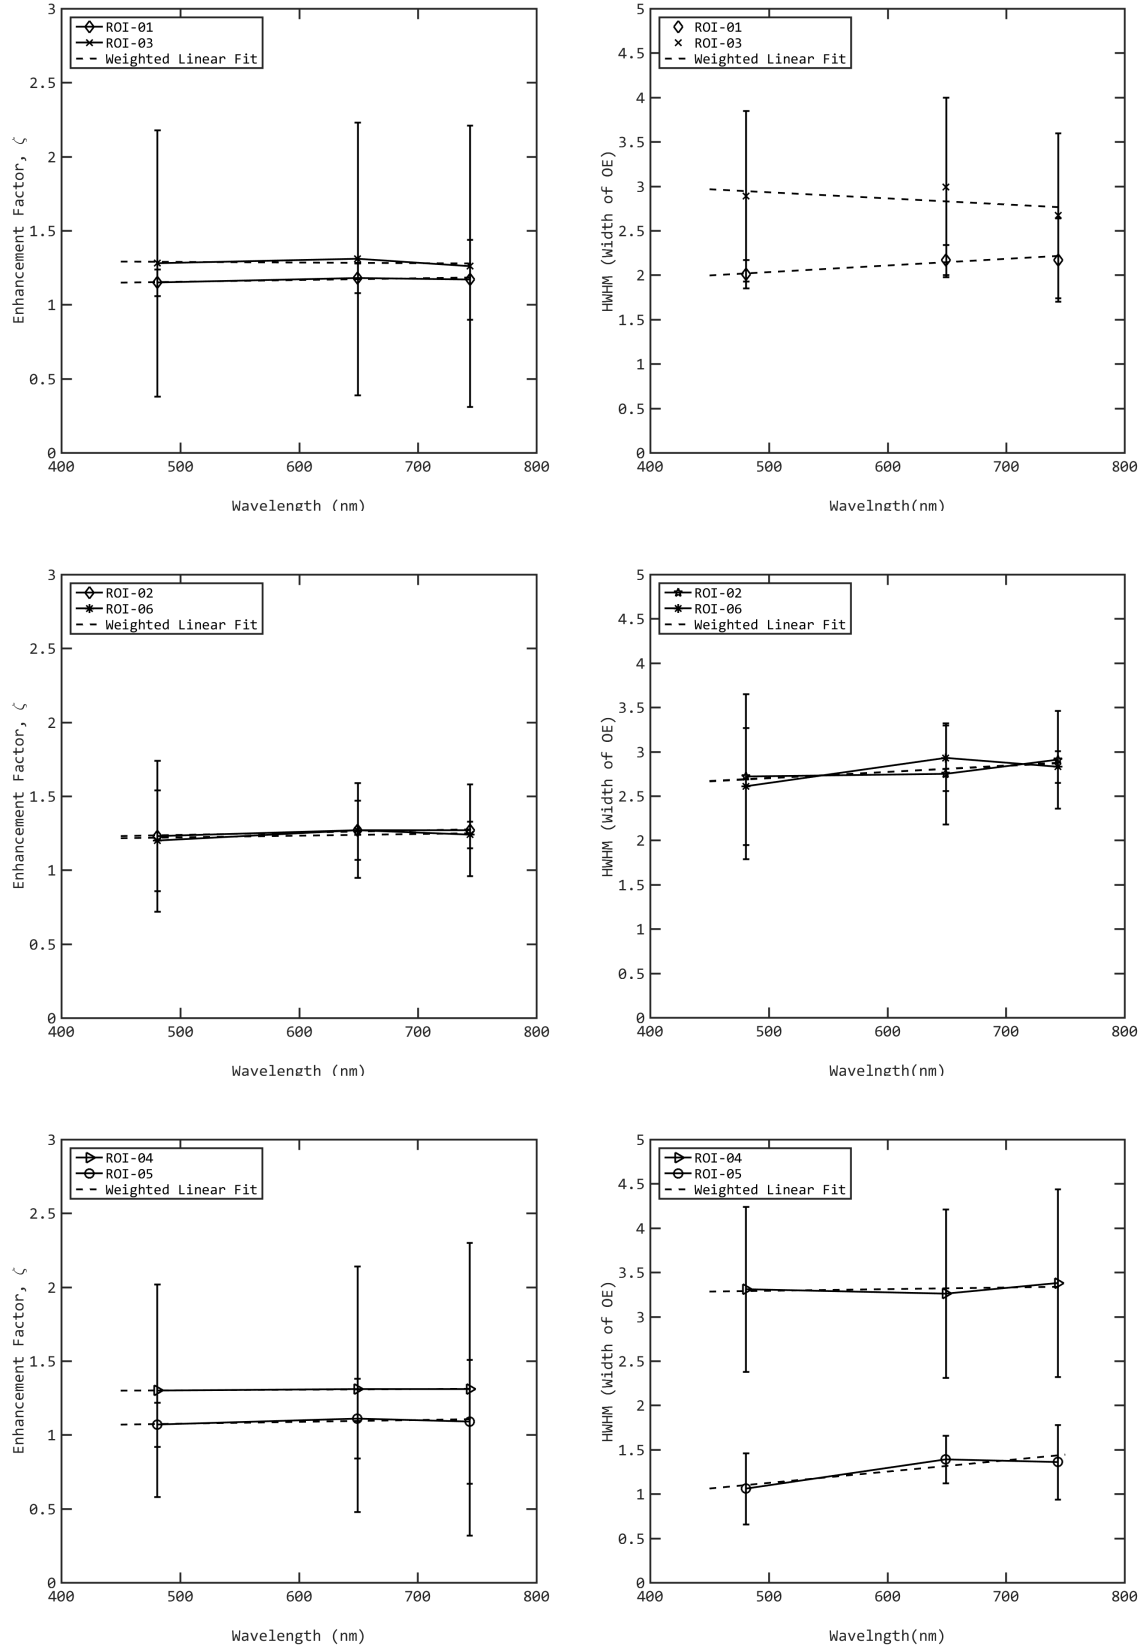 3
2.5
2
1.5
1
0.5
0
400 500 600 700 800
Enhancement Factor, ζ
Wavelength (nm)
ROI-01
ROI-03
Weighted Linear Fit
5
4.5
4
3.5
3
2.5
2
1.5
1
0.5
0
400 500 600 700 800
HWHM (Width of OE)
Wavelngth(nm)
ROI-01
ROI-03
Weighted Linear Fit
3
2.5
2
1.5
1
0.5
0
400 500 600 700 800
Enhancement Factor, ζ
Wavelength (nm)
ROI-02
ROI-06
Weighted Linear Fit
5
4.5
4
3.5
3
2.5
2
1.5
1
0.5
0
400 500 600 700 800
HWHM (Width of OE)
Wavelngth(nm)
ROI-02
ROI-06
Weighted Linear Fit
3
2.5
2
1.5
1
0.5
0
400 500 600 700 800
Enhancement Factor, ζ
Wavelength (nm)
ROI-04
ROI-05
Weighted Linear Fit
5
4.5
4
3.5
3
2.5
2
1.5
1
0.5
0
400 500 600 700 800
HWHM (Width of OE)
Wavelngth(nm)
ROI-04
ROI-05
Weighted Linear Fit